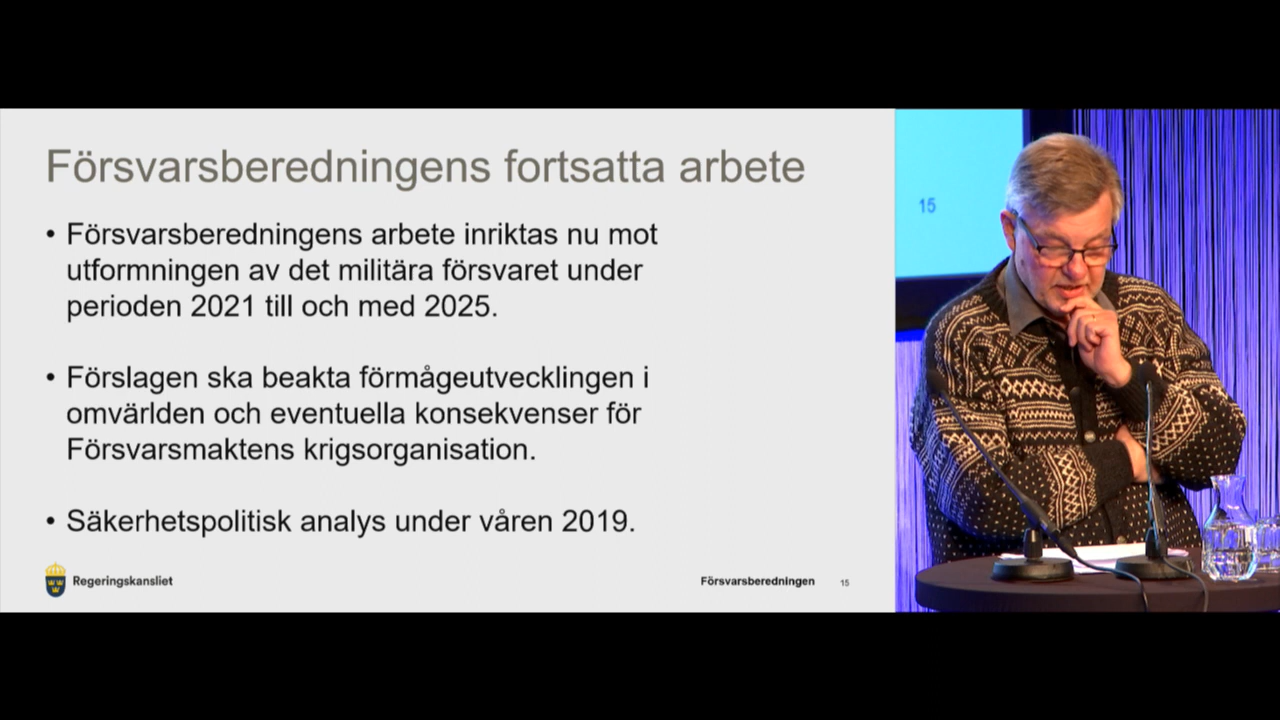 Försvarsberedningens fortsatta arbete
• Försvarsberedningens arbete inriktas nu mot
utformningen av det militära försvaret under
perioden 2021 till och med 2025.
• Förslagen ska beakta förmågeutvecklingen i
omvärlden och eventuella konsekvenser för
Försvarsmaktens krigsorganisation.
• Säkerhetspolitisk analys under våren 2019.
Regeringskansliet
Försvarsberedningen 15
15